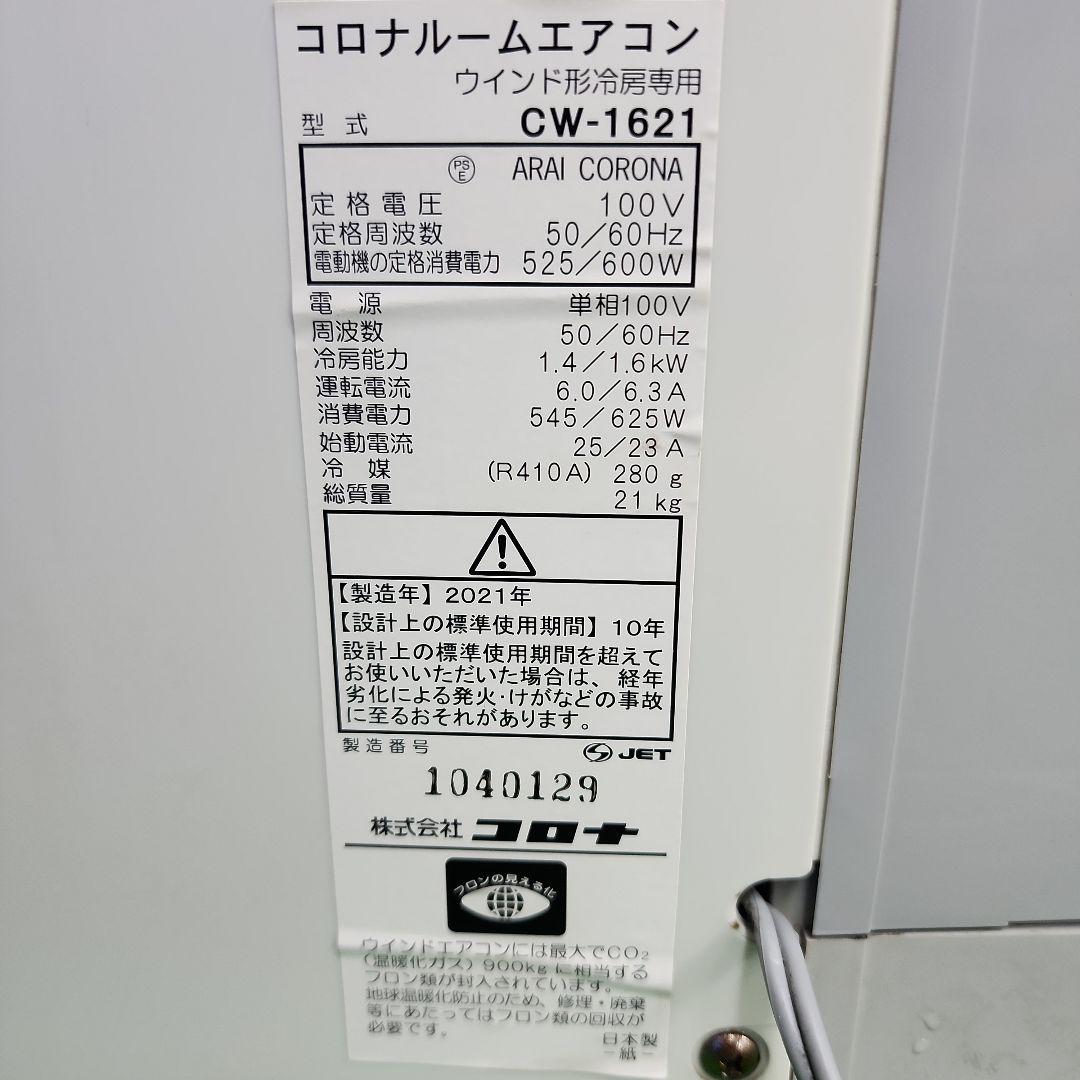 コロナルームエアコン
ウインド形冷房専用
型式 CW-1621
PSE ARAI CORONA
定格電圧 100V
定格周波数 50/60Hz
電動機の定格消費電力 525/600W
電源 単相100V
周波数 50/60Hz
冷房能力 1.4/1.6kW
運転電流 6.0/6.3A
消費電力 545/625W
始動電流 25/23A
冷媒 (R410A) 280g
総質量 21kg
【製造年】2021年
【設計上の標準使用期間】10年
設計上の標準使用期間を超えて
お使いいただいた場合は、経年
劣化による発火・けがなどの事故
に至るおそれがあります。
製造番号 JET
1040129
株式会社 コロナ
フロンの見える化
ウインドエアコンには最大でCO₂
(温暖化ガス)900kgに相当する
フロン類が封入されています。
地球温暖化防止のため、修理・廃棄
等にあたってはフロン類の回収が
必要です。
日本製
-紙-